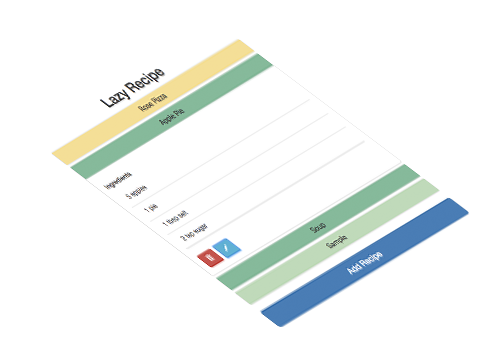 Lazy Recipe
Bose Pizza
Apple Pie
Ingredients
5 apples
1 pie
1 tbsp salt
2 tsp sugar
Soup
Sample
Add Recipe